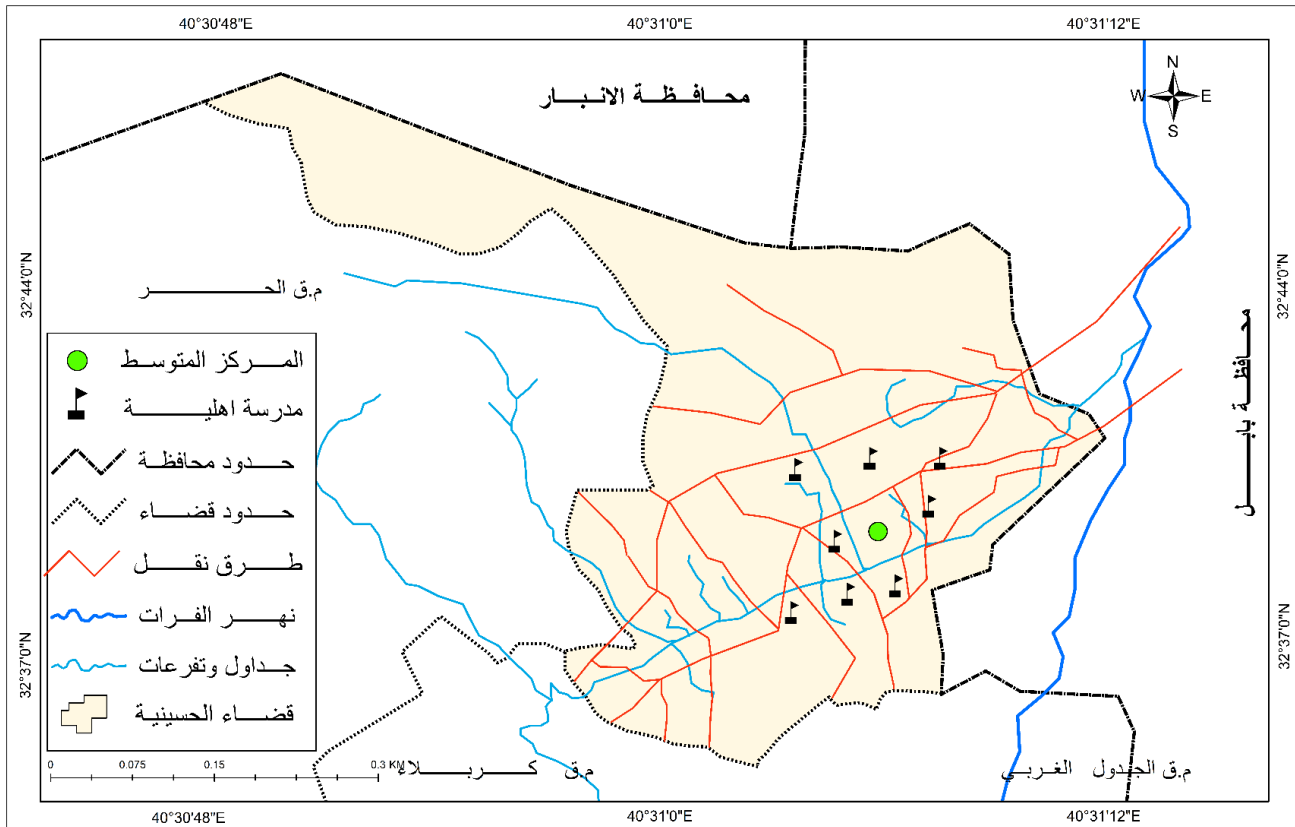 40°30'48"E 40°31'0"E 40°31'12"E
محافظة الانبار
N
W E
S
32°44'0"N 32°44'0"N
م.ق الحر
محافظة بابل
المركز المتوسط
مدرسة اهلية
حدود محافظة
حدود قضاء
طرق نقل
نهر الفرات
جداول وتفرعات
قضاء الحسينية
32°37'0"N 32°37'0"N
0 0.075 0.15 0.3 KM
م.ق كربلاء
م.ق الجدول الغربي
40°30'48"E 40°31'0"E 40°31'12"E